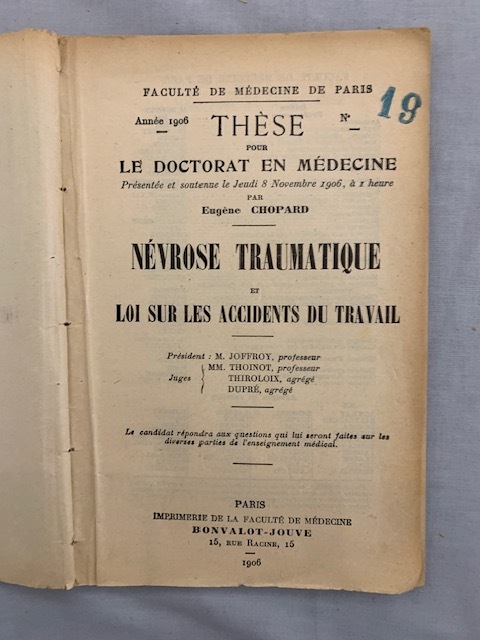 FACULTÉ DE MÉDECINE DE PARIS
Année 1906 THÈSE N° 19
POUR
LE DOCTORAT EN MÉDECINE
Présentée et soutenue le Jeudi 8 Novembre 1906, à 1 heure
PAR
Eugène CHOPARD
NÉVROSE TRAUMATIQUE
ET
LOI SUR LES ACCIDENTS DU TRAVAIL
Président : M. JOFFROY, professeur
MM. THOINOT, professeur
Juges { THIROLOIX, agrégé
DUPRÉ, agrégé
Le candidat répondra aux questions qui lui seront faites sur les
diverses parties de l'enseignement médical.
PARIS
IMPRIMERIE DE LA FACULTÉ DE MÉDECINE
BONVALOT-JOUVE
15, RUE RACINE, 15
1906